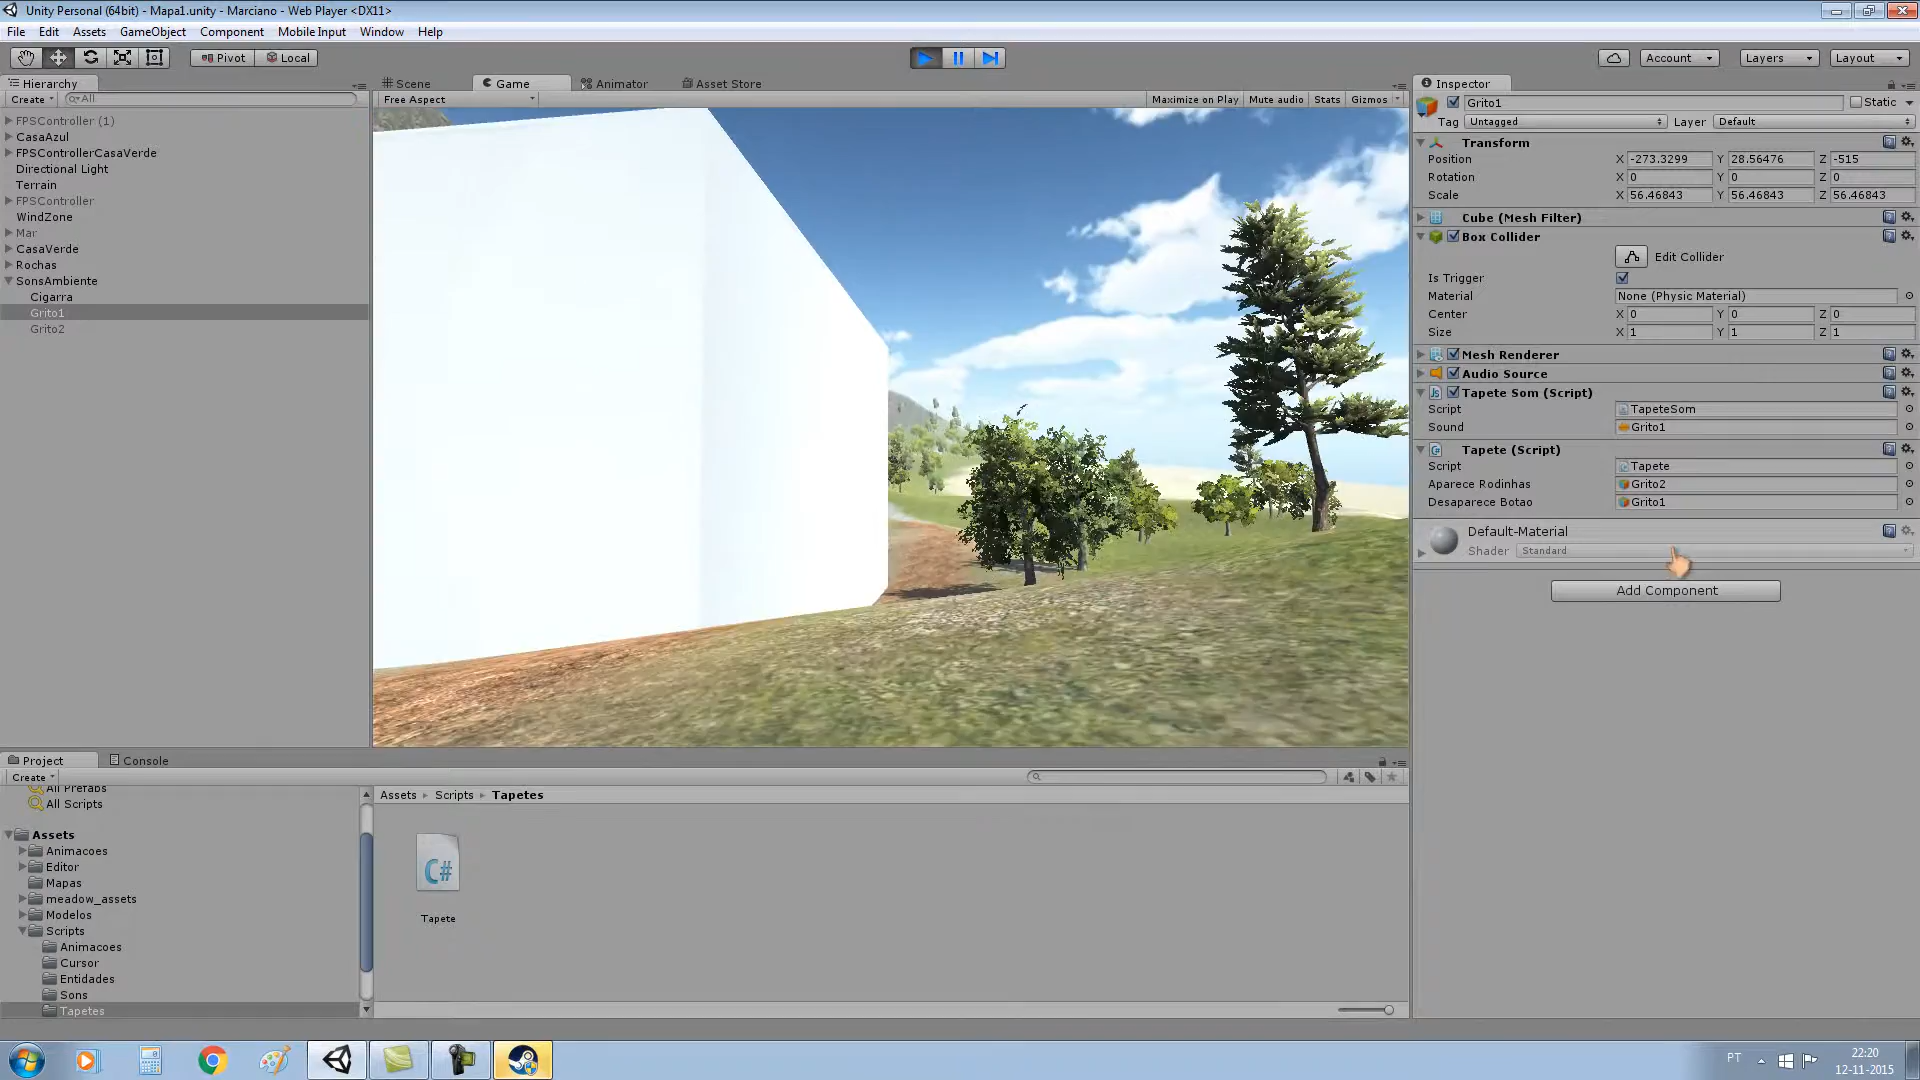 Unity Personal (64bit) - Mapa1.unity - Marciano - Web Player <DX11>
File Edit Assets GameObject Component Mobile Input Window Help
Pivot Local Account Layers Layout
Hierarchy
Create All
FPSController (1)
CasaAzul
FPSControllerCasaVerde
Directional Light
Terrain
FPSController
WindZone
Mar
CasaVerde
Rochas
SonsAmbiente
Cigarra
Grito1
Grito2
Scene Game Animator Asset Store
Free Aspect Maximize on Play Mute audio Stats Gizmos
Inspector
Grito1 Static
Tag Untagged Layer Default
Transform
Position X -273.3299 Y 28.56476 Z -515
Rotation X 0 Y 0 Z 0
Scale X 56.46843 Y 56.46843 Z 56.46843
Cube (Mesh Filter)
Box Collider
Edit Collider
Is Trigger
Material None (Physic Material)
Center X 0 Y 0 Z 0
Size X 1 Y 1 Z 1
Mesh Renderer
Audio Source
Tapete Som (Script)
Script TapeteSom
Sound Grito1
Tapete (Script)
Script Tapete
Aparece Rodinhas Grito2
Desaparece Botao Grito1
Default-Material
Shader Standard
Add Component
Project Console
Create
All Prefabs
All Scripts
Assets
Animacoes
Editor
Mapas
meadow_assets
Modelos
Scripts
Animacoes
Cursor
Entidades
Sons
Tapetes
Assets Scripts Tapetes
C#
Tapete
PT 22:20
12-11-2015